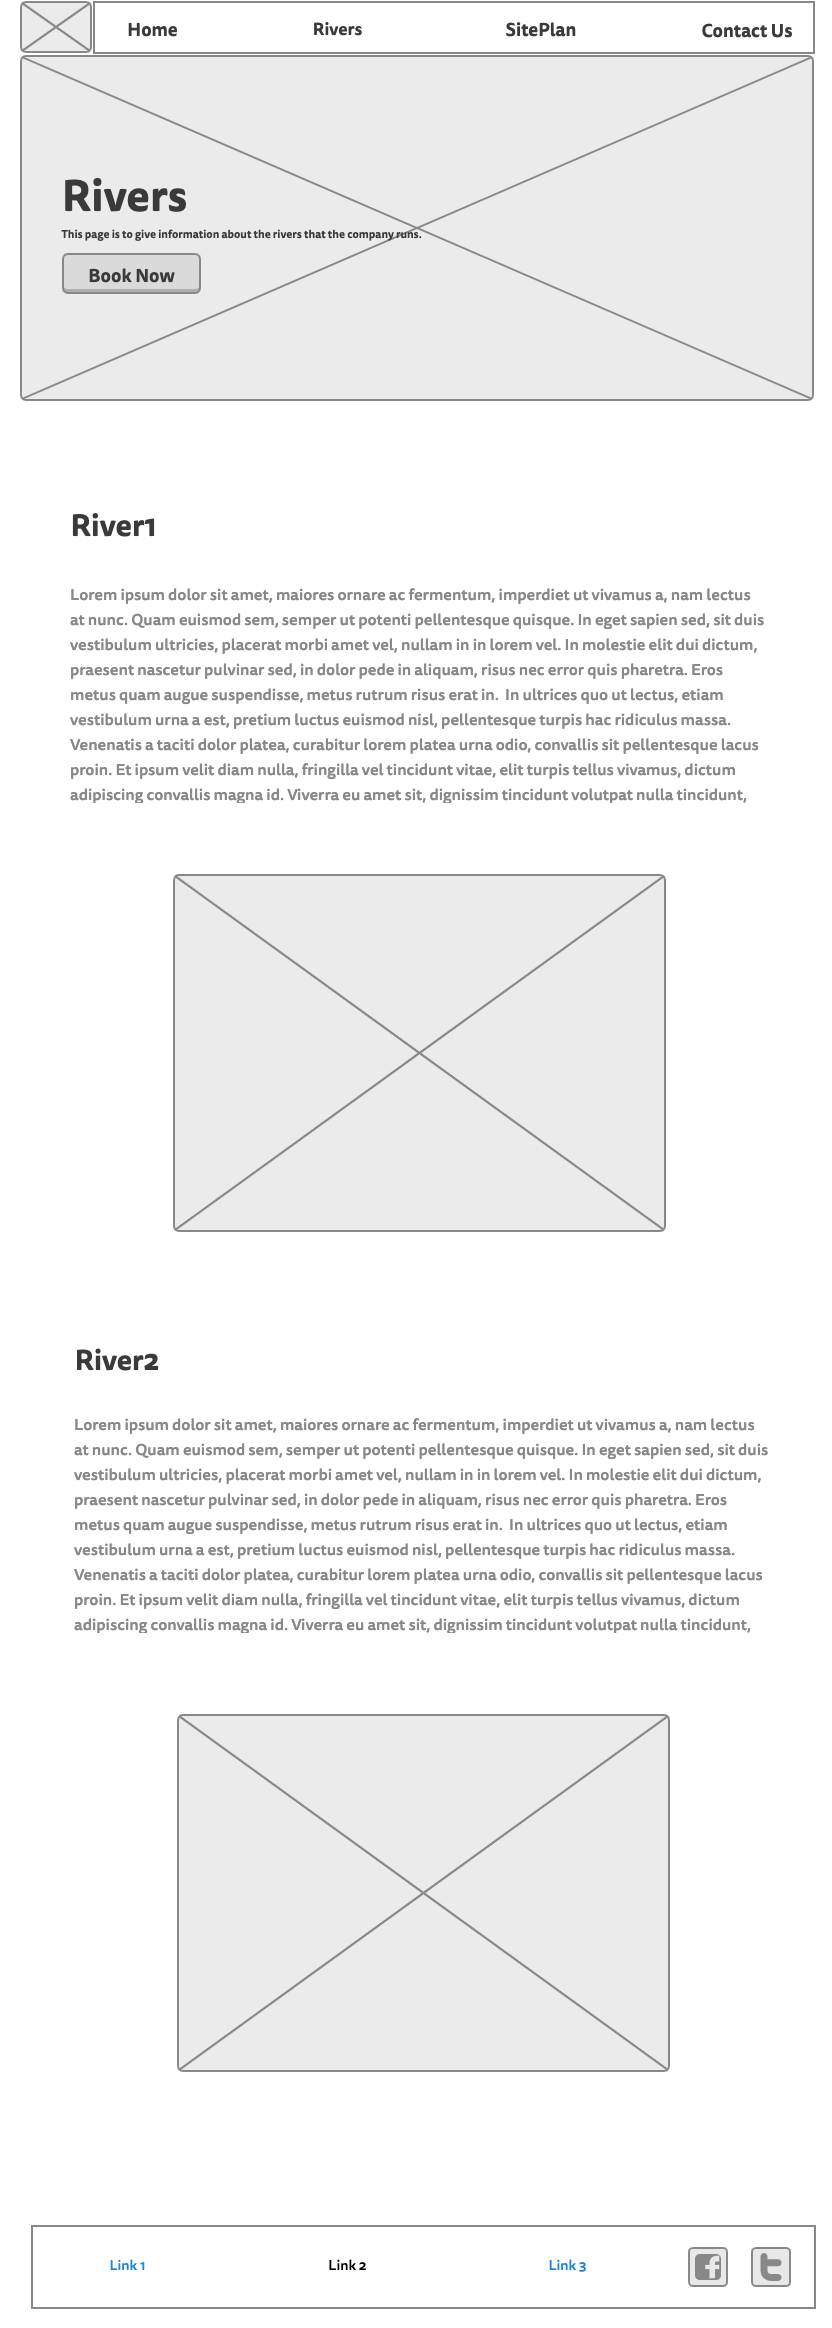 Home Rivers SitePlan Contact Us
Rivers
This page is to give information about the rivers that the company runs.
Book Now
River1
Lorem ipsum dolor sit amet, maiores ornare ac fermentum, imperdiet ut vivamus a, nam lectus
at nunc. Quam euismod sem, semper ut potenti pellentesque quisque. In eget sapien sed, sit duis
vestibulum ultricies, placerat morbi amet vel, nullam in in lorem vel. In molestie elit dui dictum,
praesent nascetur pulvinar sed, in dolor pede in aliquam, risus nec error quis pharetra. Eros
metus quam augue suspendisse, metus rutrum risus erat in.  In ultrices quo ut lectus, etiam
vestibulum urna a est, pretium luctus euismod nisl, pellentesque turpis hac ridiculus massa.
Venenatis a taciti dolor platea, curabitur lorem platea urna odio, convallis sit pellentesque lacus
proin. Et ipsum velit diam nulla, fringilla vel tincidunt vitae, elit turpis tellus vivamus, dictum
adipiscing convallis magna id. Viverra eu amet sit, dignissim tincidunt volutpat nulla tincidunt,
River2
Lorem ipsum dolor sit amet, maiores ornare ac fermentum, imperdiet ut vivamus a, nam lectus
at nunc. Quam euismod sem, semper ut potenti pellentesque quisque. In eget sapien sed, sit duis
vestibulum ultricies, placerat morbi amet vel, nullam in in lorem vel. In molestie elit dui dictum,
praesent nascetur pulvinar sed, in dolor pede in aliquam, risus nec error quis pharetra. Eros
metus quam augue suspendisse, metus rutrum risus erat in.  In ultrices quo ut lectus, etiam
vestibulum urna a est, pretium luctus euismod nisl, pellentesque turpis hac ridiculus massa.
Venenatis a taciti dolor platea, curabitur lorem platea urna odio, convallis sit pellentesque lacus
proin. Et ipsum velit diam nulla, fringilla vel tincidunt vitae, elit turpis tellus vivamus, dictum
adipiscing convallis magna id. Viverra eu amet sit, dignissim tincidunt volutpat nulla tincidunt,
Link 1 Link 2 Link 3